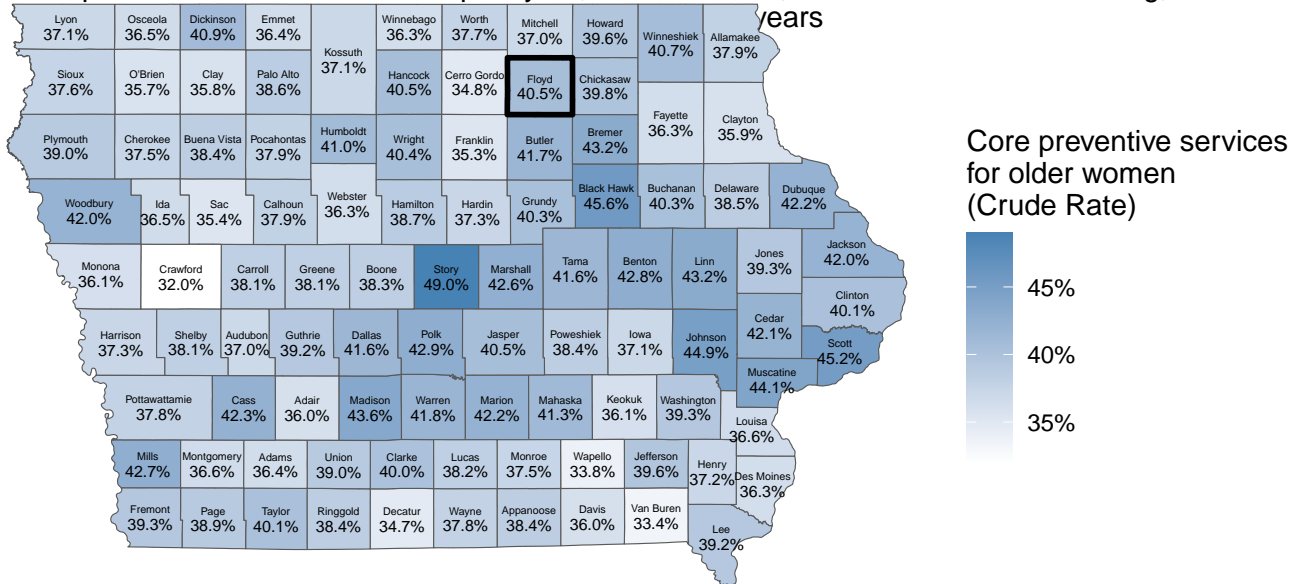 years
Lyon Osceola Dickinson Emmet Winnebago Worth Mitchell Howard Winneshiek Allamakee
37.1% 36.5% 40.9% 36.4% 36.3% 37.7% 37.0% 39.6% 40.7% 37.9%
Kossuth
37.1%
Sioux O'Brien Clay Palo Alto Hancock Cerro Gordo Floyd Chickasaw
37.6% 35.7% 35.8% 38.6% 40.5% 34.8% 40.5% 39.8%
Fayette Clayton
36.3% 35.9%
Plymouth Cherokee Buena Vista Pocahontas Humboldt Wright Franklin Butler Bremer
39.0% 37.5% 38.4% 37.9% 41.0% 40.4% 35.3% 41.7% 43.2%
Woodbury Ida Sac Calhoun Webster Hamilton Hardin Grundy Black Hawk Buchanan Delaware Dubuque
42.0% 36.5% 35.4% 37.9% 36.3% 38.7% 37.3% 40.3% 45.6% 40.3% 38.5% 42.2%
Monona Crawford Carroll Greene Boone Story Marshall Tama Benton Linn Jones Jackson
36.1% 32.0% 38.1% 38.1% 38.3% 49.0% 42.6% 41.6% 42.8% 43.2% 39.3% 42.0%
Clinton
40.1%
Harrison Shelby Audubon Guthrie Dallas Polk Jasper Poweshiek Iowa Johnson Cedar Scott
37.3% 38.1% 37.0% 39.2% 41.6% 42.9% 40.5% 38.4% 37.1% 44.9% 42.1% 45.2%
Muscatine
44.1%
Pottawattamie Cass Adair Madison Warren Marion Mahaska Keokuk Washington
37.8% 42.3% 36.0% 43.6% 41.8% 42.2% 41.3% 36.1% 39.3%
Louisa
36.6%
Mills Montgomery Adams Union Clarke Lucas Monroe Wapello Jefferson Henry Des Moines
42.7% 36.6% 36.4% 39.0% 40.0% 38.2% 37.5% 33.8% 39.6% 37.2% 36.3%
Fremont Page Taylor Ringgold Decatur Wayne Appanoose Davis Van Buren Lee
39.3% 38.9% 40.1% 38.4% 34.7% 37.8% 38.4% 36.0% 33.4% 39.2%
Core preventive services
for older women
(Crude Rate)
45%
40%
35%